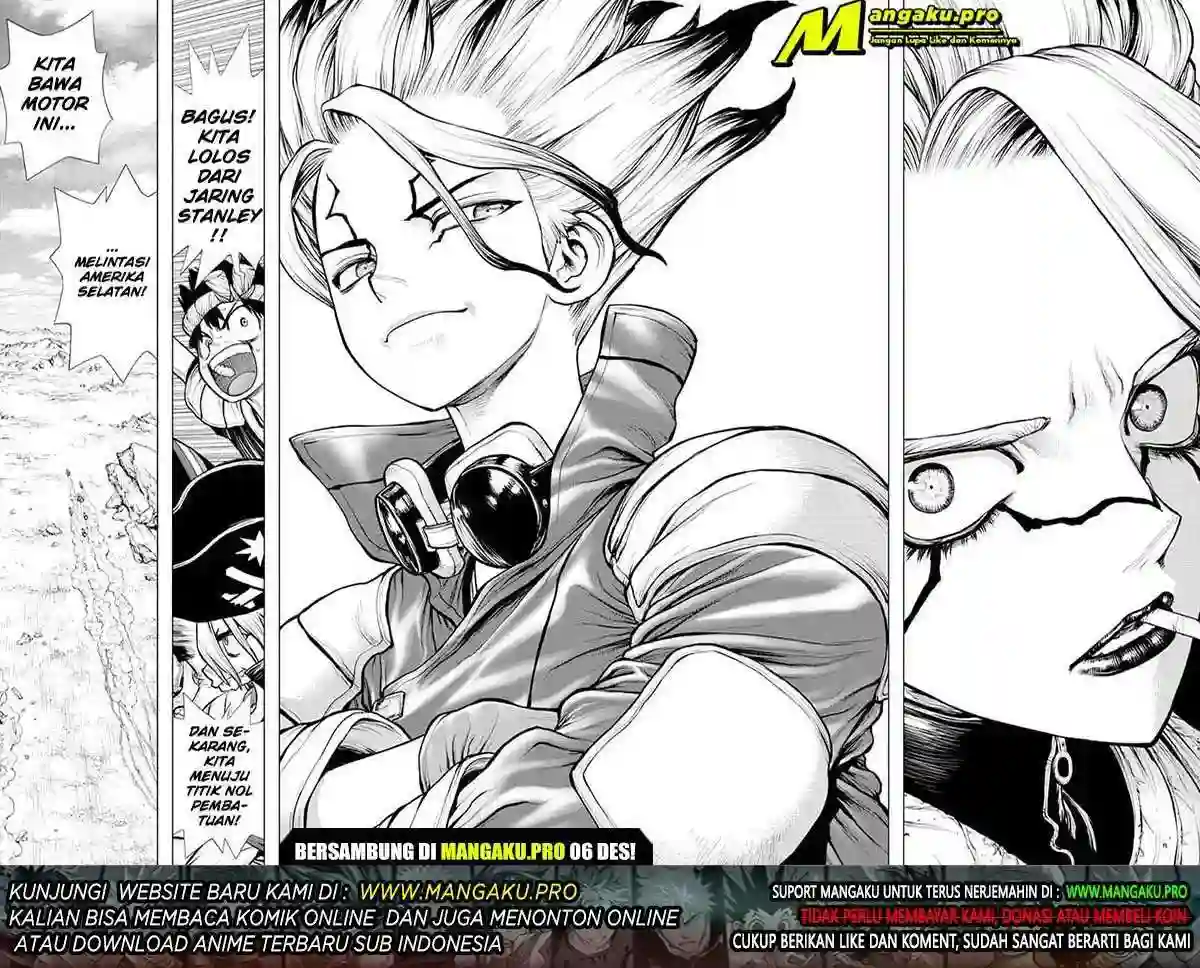 Mangaku.pro
Jangan Lupa Like dan Komennya
BAGUS!
KITA
LOLOS
DARI
JARING
STANLEY
!!
KITA
BAWA
MOTOR
INI...
...
MELINTASI
AMERIKA
SELATAN!
DAN SE-
KARANG,
KITA
MENUJU
TITIK NOL
PEMBA-
TUAN!
BERSAMBUNG DI MANGAKU.PRO 06 DES!
KUNJUNGI WEBSITE BARU KAMI DI : WWW.MANGAKU.PRO
KALIAN BISA MEMBACA KOMIK ONLINE DAN JUGA MENONTON ONLINE
ATAU DOWNLOAD ANIME TERBARU SUB INDONESIA
SUPORT MANGAKU UNTUK TERUS NERJEMAHIN DI : WWW.MANGAKU.PRO
TIDAK PERLU MEMBAYAR KAMI, DONASI ATAU MEMBELI KOIN
CUKUP BERIKAN LIKE DAN KOMENT, SUDAH SANGAT BERARTI BAGI KAMI